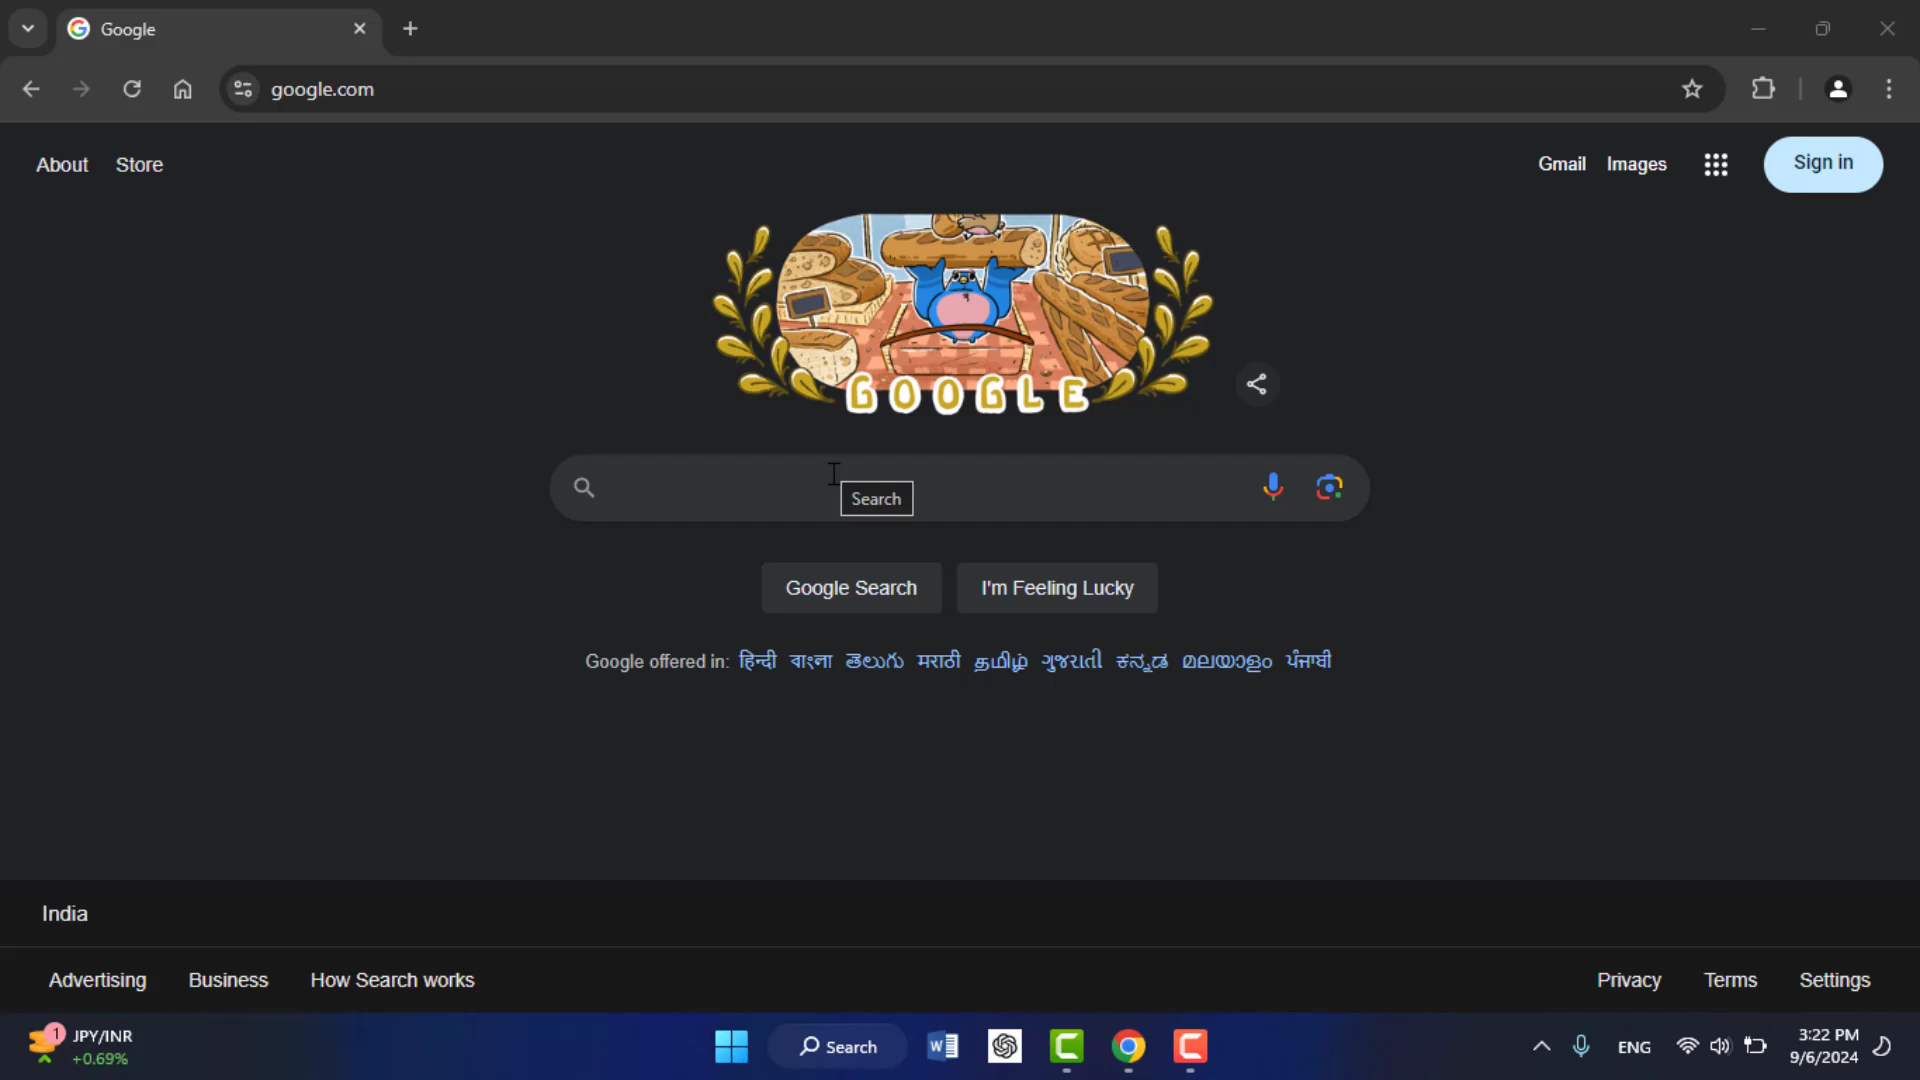 Google
google.com
About Store
Gmail Images Sign in
GOOGLE
Search
Google Search I'm Feeling Lucky
Google offered in: हिन्दी বাংলা తెలుగు मराठी தமிழ் ગુજરાતી ಕನ್ನಡ മലയാളം ਪੰਜਾਬੀ
India
Advertising Business How Search works
Privacy Terms Settings
1 JPY/INR
+0.69%
Search
W
ENG
3:22 PM
9/6/2024